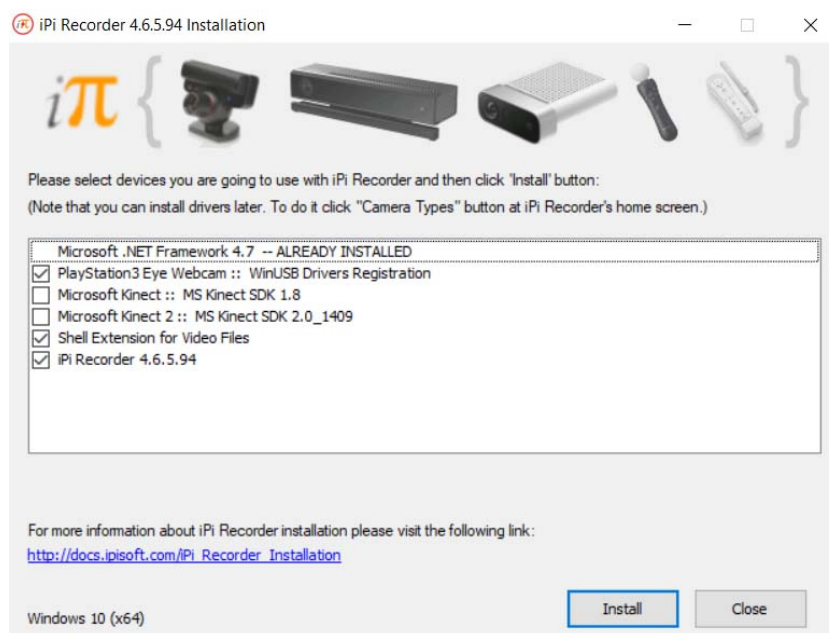 iPi Recorder 4.6.5.94 Installation
iπ { }
Please select devices you are going to use with iPi Recorder and then click 'Install' button:
(Note that you can install drivers later. To do it click "Camera Types" button at iPi Recorder's home screen.)
Microsoft .NET Framework 4.7 -- ALREADY INSTALLED
PlayStation3 Eye Webcam :: WinUSB Drivers Registration
Microsoft Kinect :: MS Kinect SDK 1.8
Microsoft Kinect 2 :: MS Kinect SDK 2.0_1409
Shell Extension for Video Files
iPi Recorder 4.6.5.94
For more information about iPi Recorder installation please visit the following link:
http://docs.ipisoft.com/iPi_Recorder_Installation
Windows 10 (x64)
Install
Close